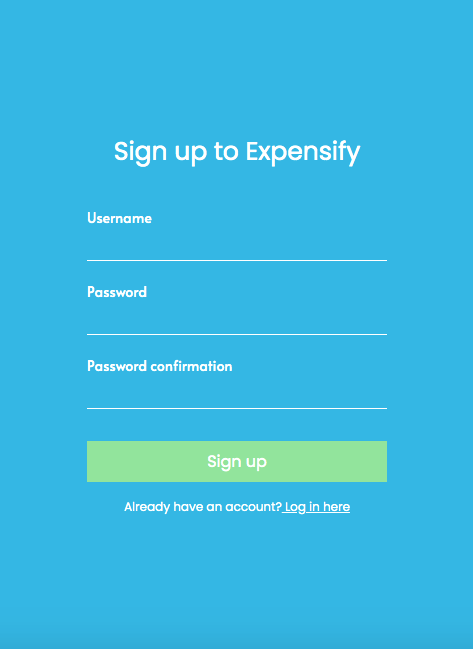 Sign up to Expensify
Username
Password
Password confirmation
Sign up
Already have an account? Log in here